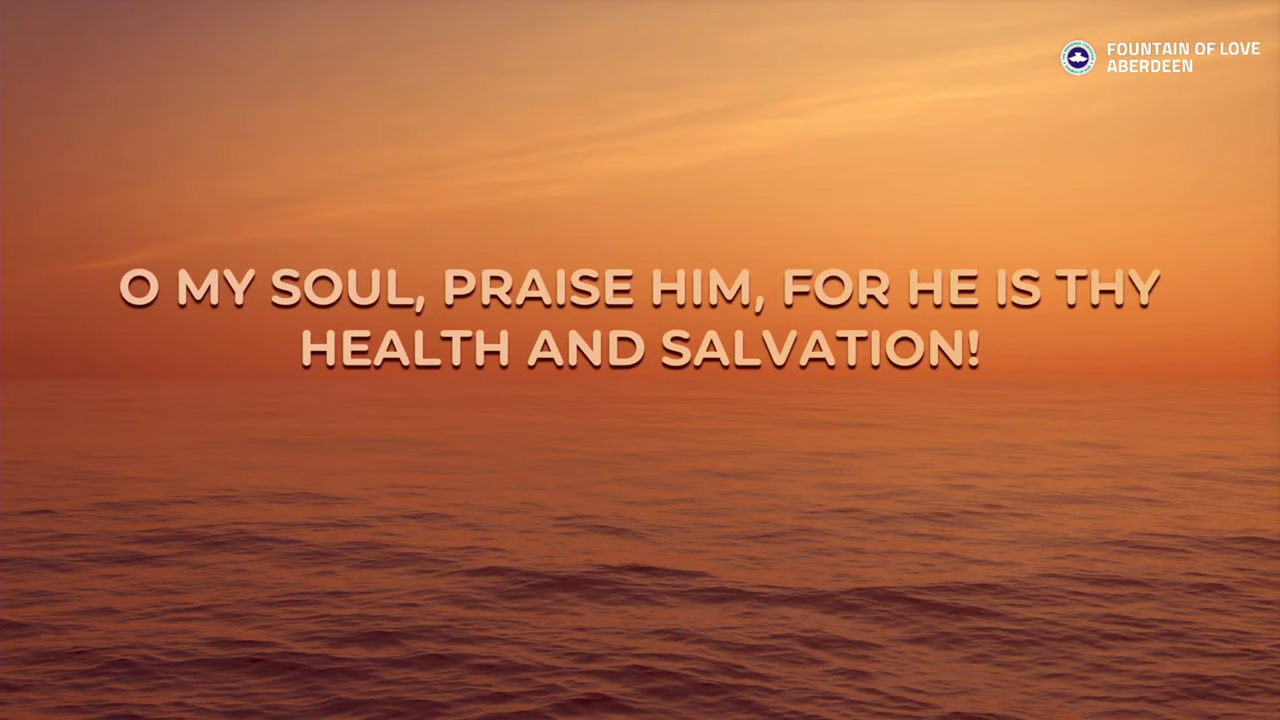 FOUNTAIN OF LOVE
ABERDEEN
O MY SOUL, PRAISE HIM, FOR HE IS THY
HEALTH AND SALVATION!